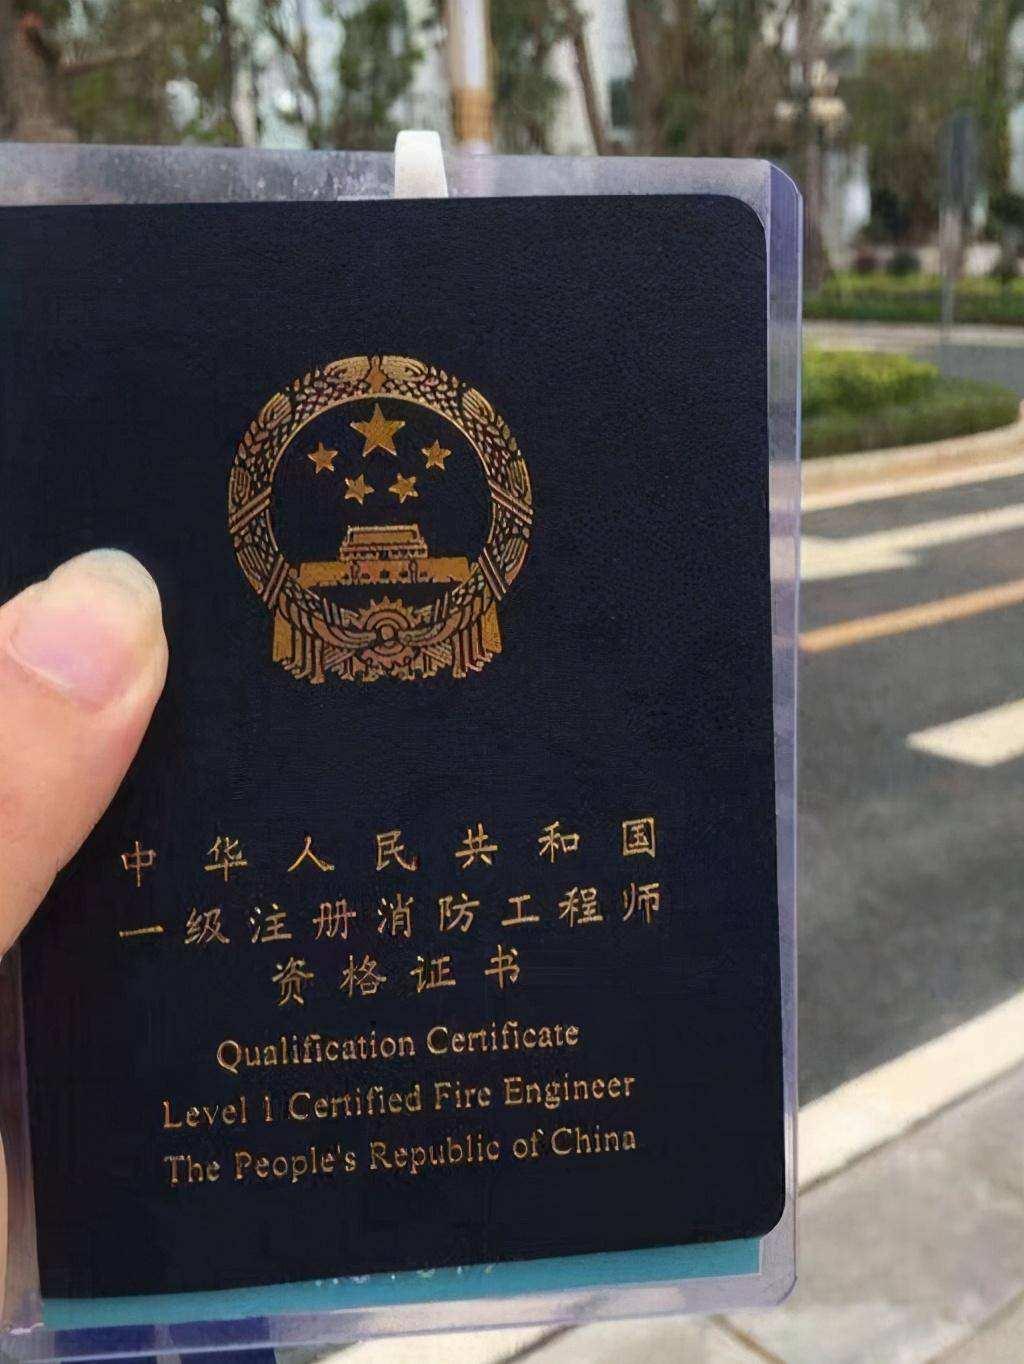 中华人民共和国
一级注册消防工程师
资格证书
Qualification Certificate
Level 1 Certified Fire Engineer
The People's Republic of China